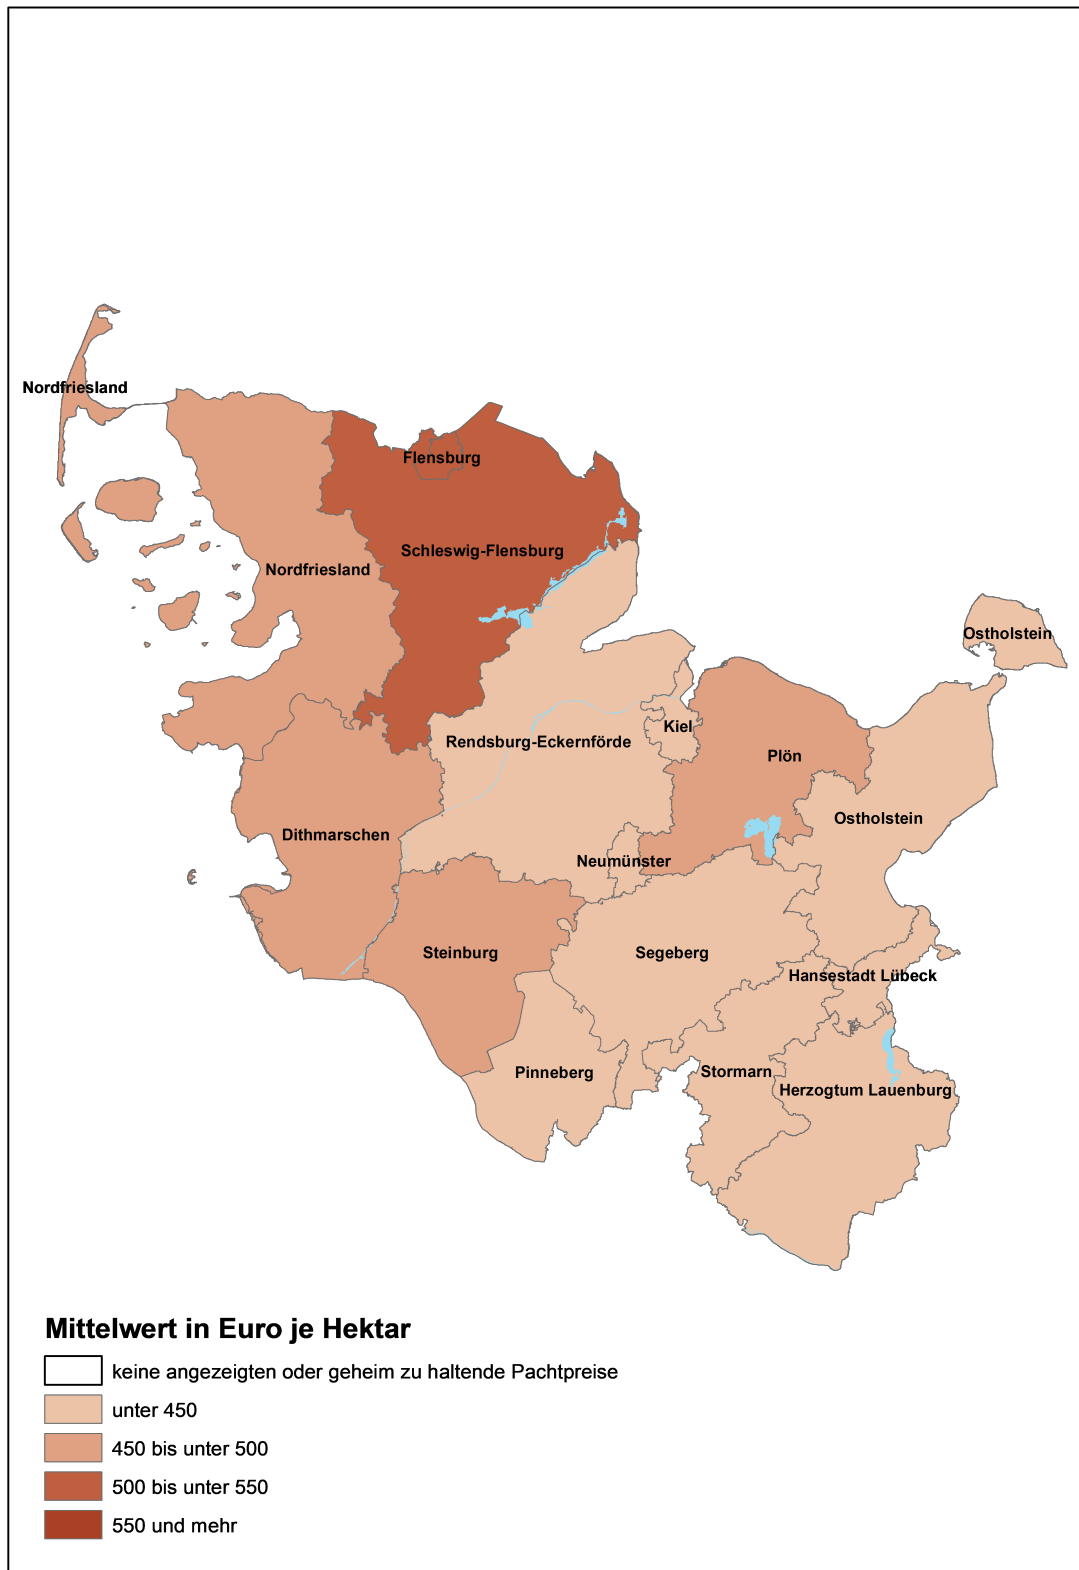 Nordfriesland
Flensburg
Schleswig-Flensburg
Nordfriesland
Ostholstein
Kiel
Rendsburg-Eckernförde
Plön
Ostholstein
Dithmarschen
Neumünster
Steinburg
Segeberg
Hansestadt Lübeck
Pinneberg
Stormarn
Herzogtum Lauenburg
Mittelwert in Euro je Hektar
keine angezeigten oder geheim zu haltende Pachtpreise
unter 450
450 bis unter 500
500 bis unter 550
550 und mehr